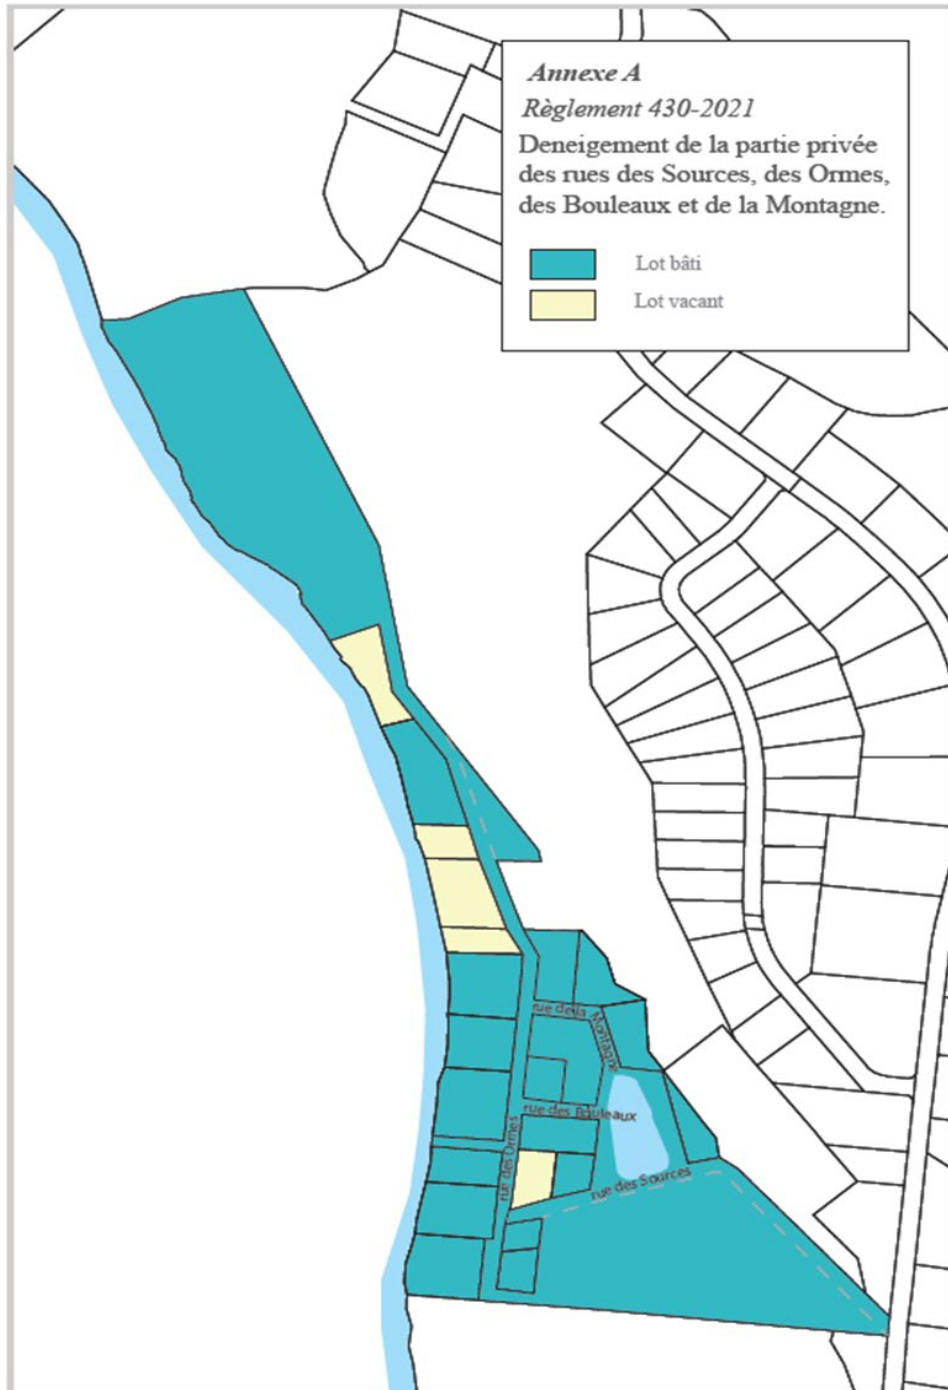 Annexe A
Règlement 430-2021
Deneigement de la partie privée
des rues des Sources, des Ormes,
des Bouleaux et de la Montagne.
Lot bâti
Lot vacant
rue de la Montagne
rue des Bouleaux
rue des Ormes
rue des Sources